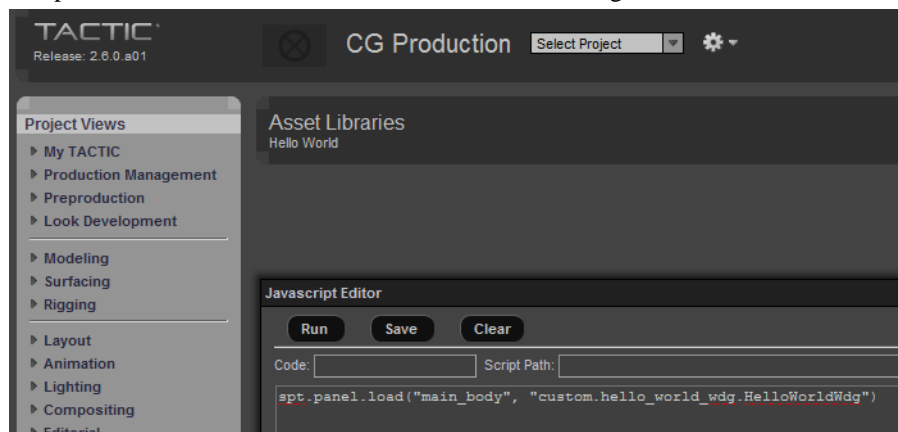 TACTIC
Release: 2.6.0.a01
CG Production
Select Project
Project Views
My TACTIC
Production Management
Preproduction
Look Development
Modeling
Surfacing
Rigging
Layout
Animation
Lighting
Compositing
Editorial
Asset Libraries
Hello World
Javascript Editor
Run Save Clear
Code: Script Path:
spt.panel.load("main_body", "custom.hello_world_wdg.HelloWorldWdg")